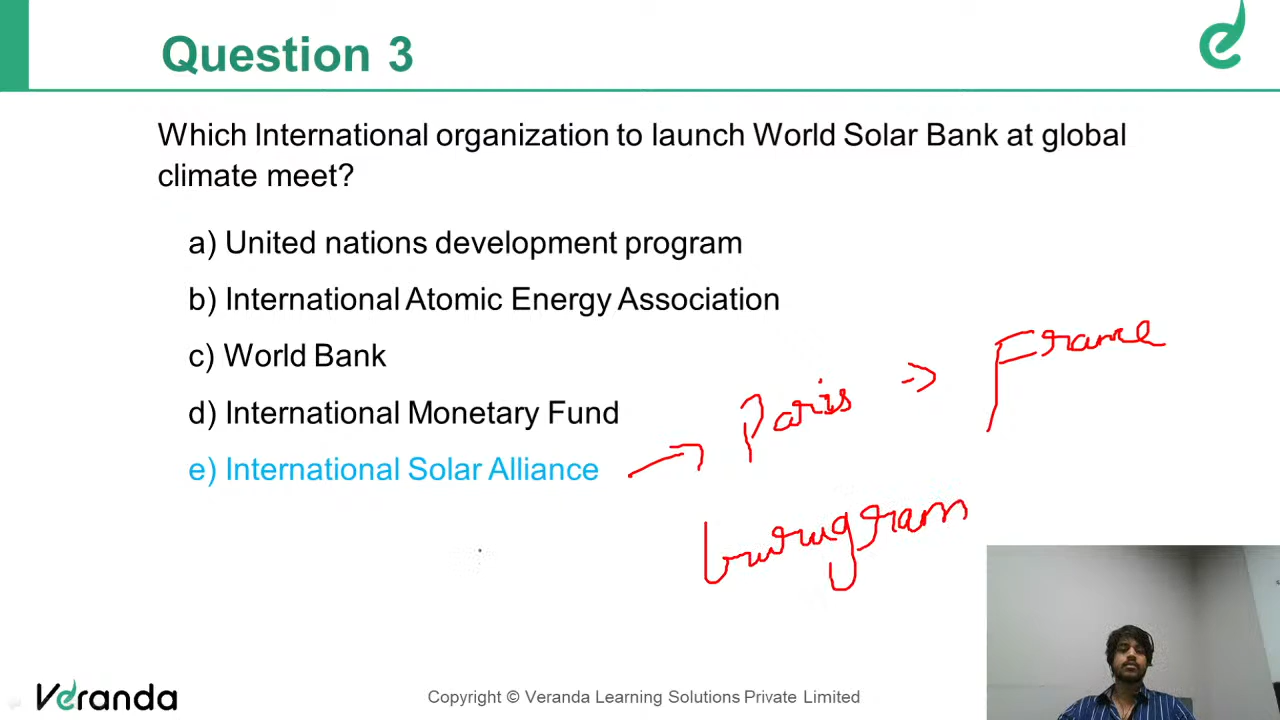 Question 3
Which International organization to launch World Solar Bank at global
climate meet?
a) United nations development program
b) International Atomic Energy Association
c) World Bank
d) International Monetary Fund
e) International Solar Alliance
Paris → France
Gurugram
Veranda
Copyright © Veranda Learning Solutions Private Limited